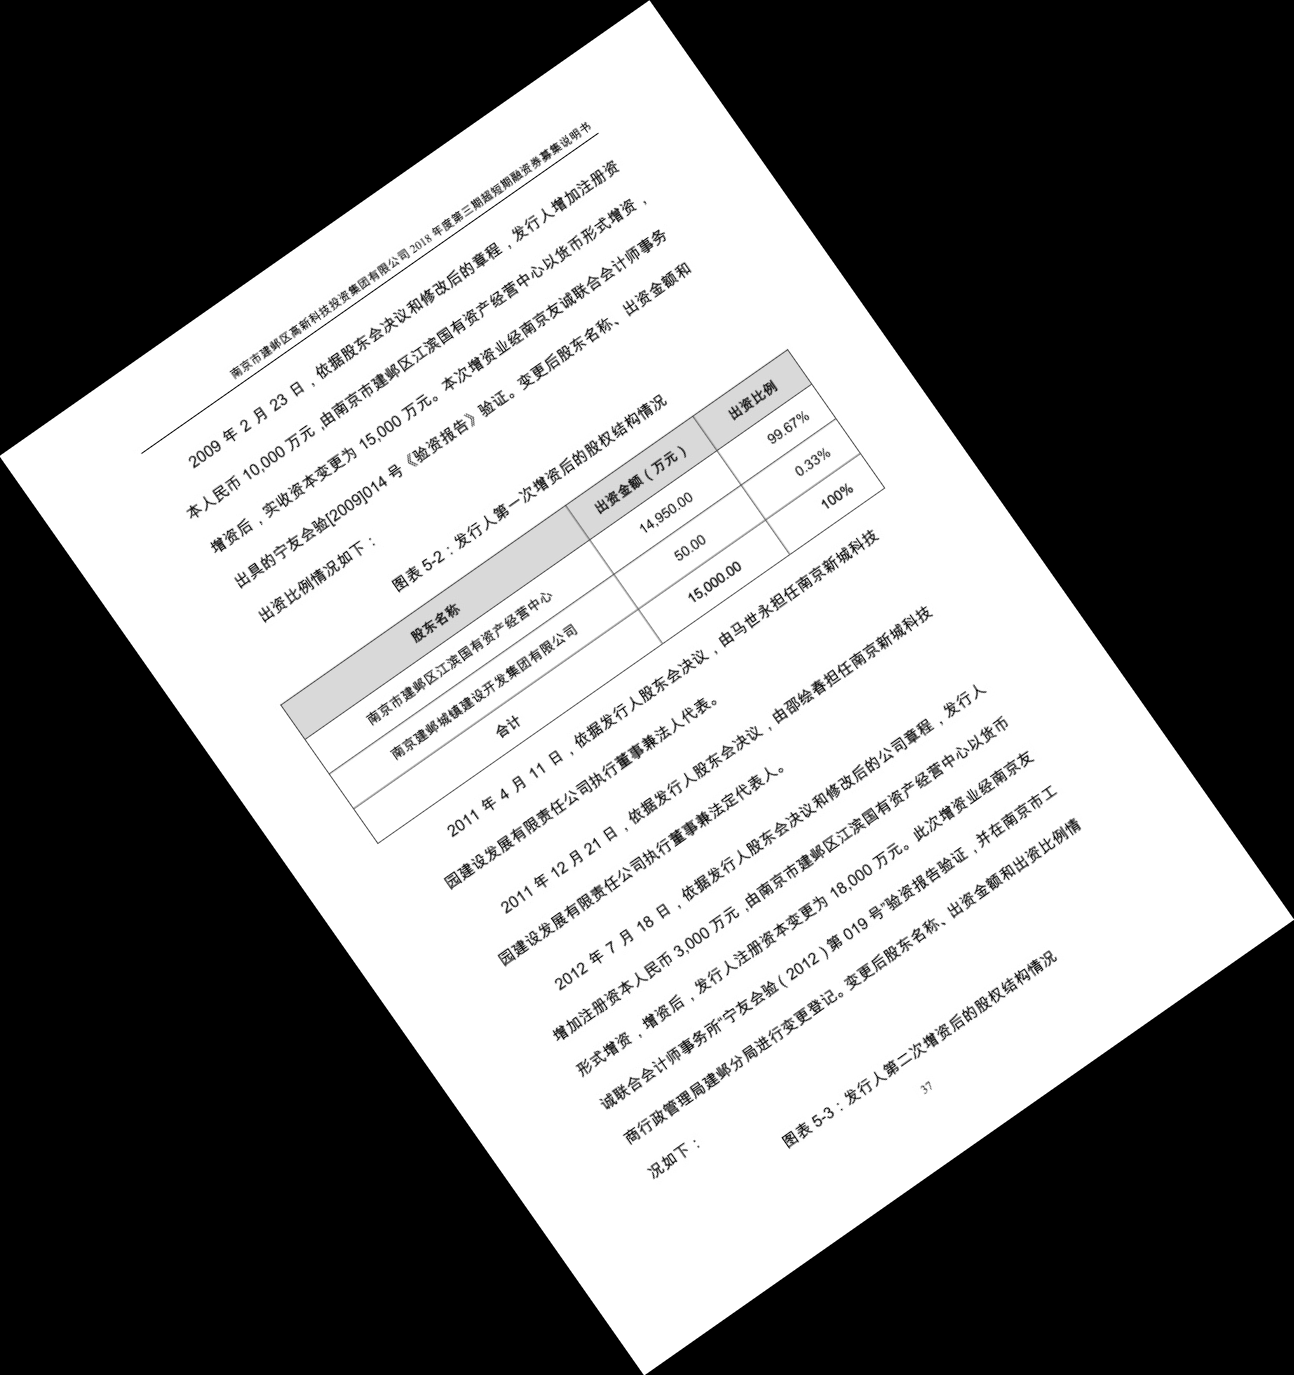 南京市建邺区高新科技投资集团有限公司 2018 年度第三期超短期融资券募集说明书
2009 年 2 月 23 日，依据股东会决议和修改后的章程，发行人增加注册资
本人民币 10,000 万元，由南京市建邺区江滨国有资产经营中心以货币形式增资，
增资后，实收资本变更为 15,000 万元。本次增资业经南京友诚联合会计师事务
出具的宁友会验[2009]014 号《验资报告》验证。变更后股东名称、出资金额和
出资比例情况如下：
图表 5-2：发行人第一次增资后的股权结构情况
股东名称 出资金额（万元） 出资比例
南京市建邺区江滨国有资产经营中心 14,950.00 99.67%
南京建邺城镇建设开发集团有限公司 50.00 0.33%
合计 15,000.00 100%
2011 年 4 月 11 日，依据发行人股东会决议，由马世永担任南京新城科技
园建设发展有限责任公司执行董事兼法人代表。
2011 年 12 月 21 日，依据发行人股东会决议，由邵绘春担任南京新城科技
园建设发展有限责任公司执行董事兼法定代表人。
2012 年 7 月 18 日，依据发行人股东会决议和修改后的公司章程，发行人
增加注册资本人民币 3,000 万元，由南京市建邺区江滨国有资产经营中心以货币
形式增资，增资后，发行人注册资本变更为 18,000 万元。此次增资业经南京友
诚联合会计师事务所“宁友会验（2012）第 019 号”验资报告验证，并在南京市工
商行政管理局建邺分局进行变更登记。变更后股东名称、出资金额和出资比例情
况如下：
图表 5-3：发行人第二次增资后的股权结构情况
37